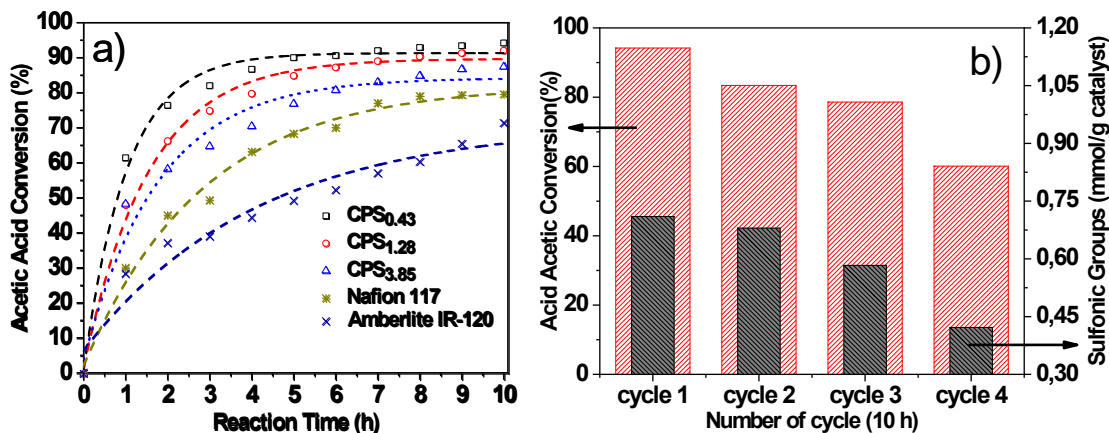 a)
Acetic Acid Conversion (%)
100
90
80
70
60
50
40
30
20
10
0
0 1 2 3 4 5 6 7 8 9 10
Reaction Time (h)
CPS0.43
CPS1.28
CPS3.85
Nafion 117
Amberlite IR-120
b)
Acid Acetic Conversion(%)
100
80
60
40
20
0
cycle 1 cycle 2 cycle 3 cycle 4
Number of cycle (10 h)
1,20
1,05
0,90
0,75
0,60
0,45
0,30
Sulfonic Groups (mmol/g catalyst)